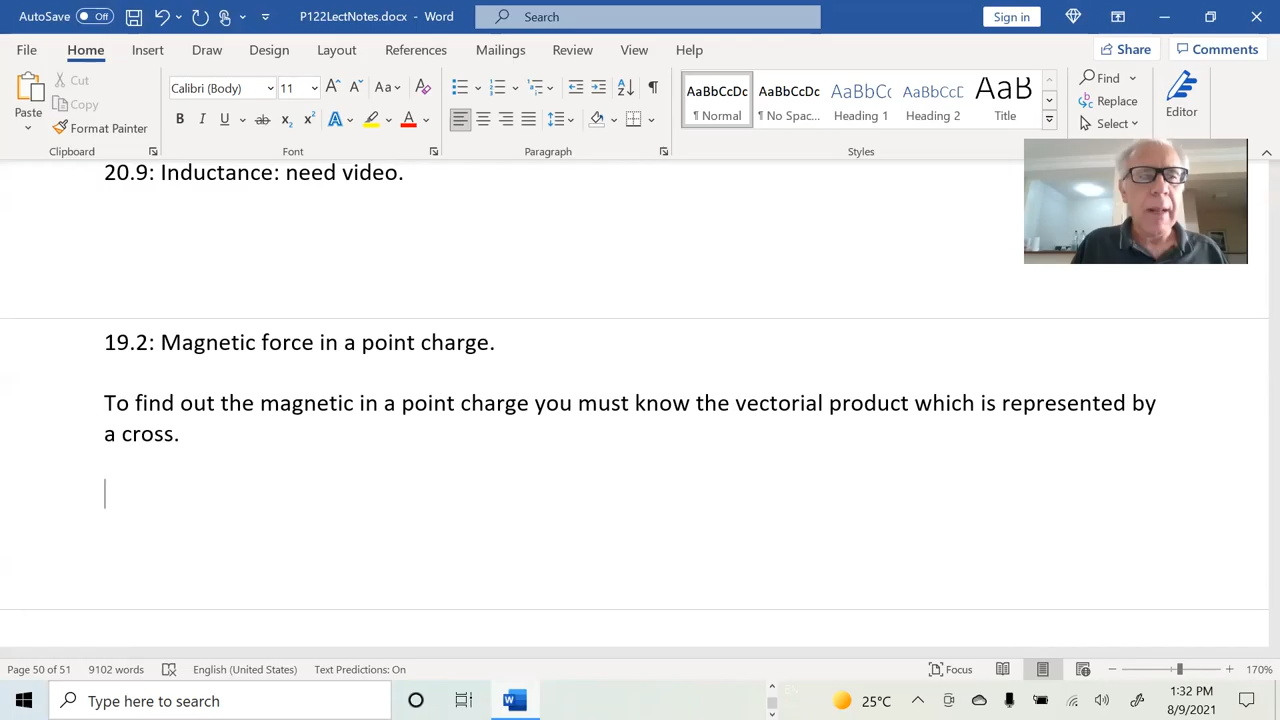 AutoSave Off P122LectNotes.docx - Word Search Sign in
File Home Insert Draw Design Layout References Mailings Review View Help Share Comments
Paste Cut Copy Format Painter Clipboard
Calibri (Body) 11 Font
Paragraph
AaBbCcDc AaBbCcDc AaBbCc AaBbCcD AaB
¶ Normal ¶ No Spac... Heading 1 Heading 2 Title
Styles
Find Replace Select Editor
20.9: Inductance: need video.
19.2: Magnetic force in a point charge.
To find out the magnetic in a point charge you must know the vectorial product which is represented by
a cross.
Page 50 of 51 9102 words English (United States) Text Predictions: On Focus 170%
Type here to search 25°C 1:32 PM
8/9/2021